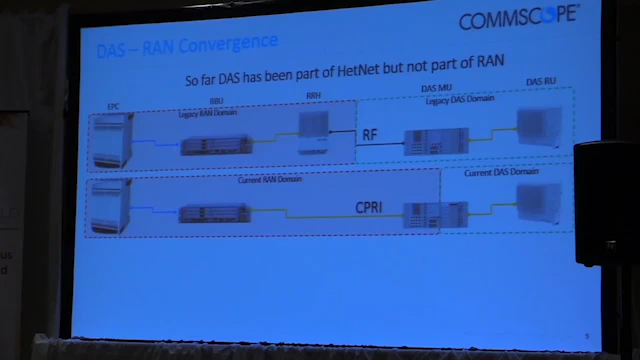 COMMSCOPE
DAS – RAN Convergence
So far DAS has been part of HetNet but not part of RAN
EPC
BBU
RRH
DAS MU
DAS RU
Legacy RAN Domain
Legacy DAS Domain
RF
Current RAN Domain
Current DAS Domain
CPRI
5
us
d